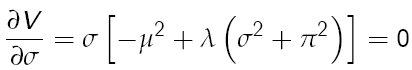 ∂V/∂σ = σ [ −μ² + λ ( σ² + π² ) ] = 0